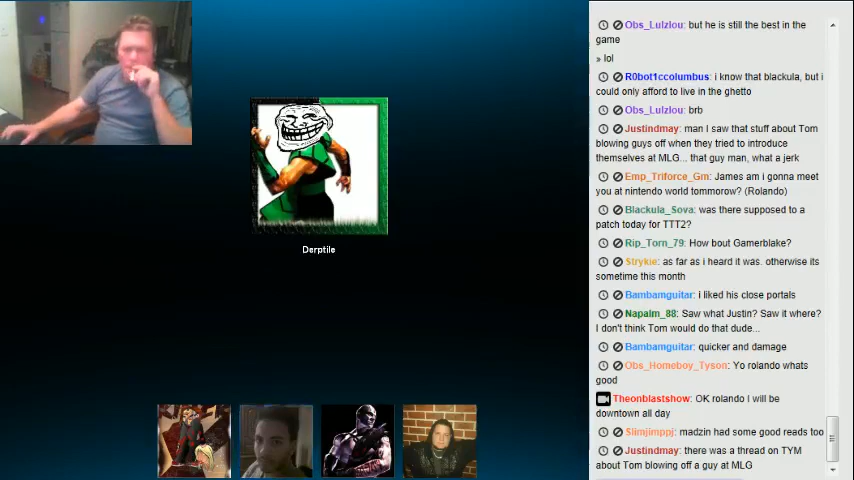 Derptile
Obs_Lulzlou: but he is still the best in the
game
» lol
R0bot1ccolumbus: i know that blackula, but i
could only afford to live in the ghetto
Obs_Lulzlou: brb
Justindmay: man I saw that stuff about Tom
blowing guys off when they tried to introduce
themselves at MLG... that guy man, what a jerk
Emp_Triforce_Gm: James am i gonna meet
you at nintendo world tommorow? (Rolando)
Blackula_Sova: was there supposed to a
patch today for TTT2?
Rip_Torn_79: How bout Gamerblake?
Strykie: as far as i heard it was. otherwise its
sometime this month
Bambamguitar: i liked his close portals
Napalm_88: Saw what Justin? Saw it where?
I don't think Tom would do that dude...
Bambamguitar: quicker and damage
Obs_Homeboy_Tyson: Yo rolando whats
good
Theonblastshow: OK rolando I will be
downtown all day
Slimjimppj: madzin had some good reads too
Justindmay: there was a thread on TYM
about Tom blowing off a guy at MLG